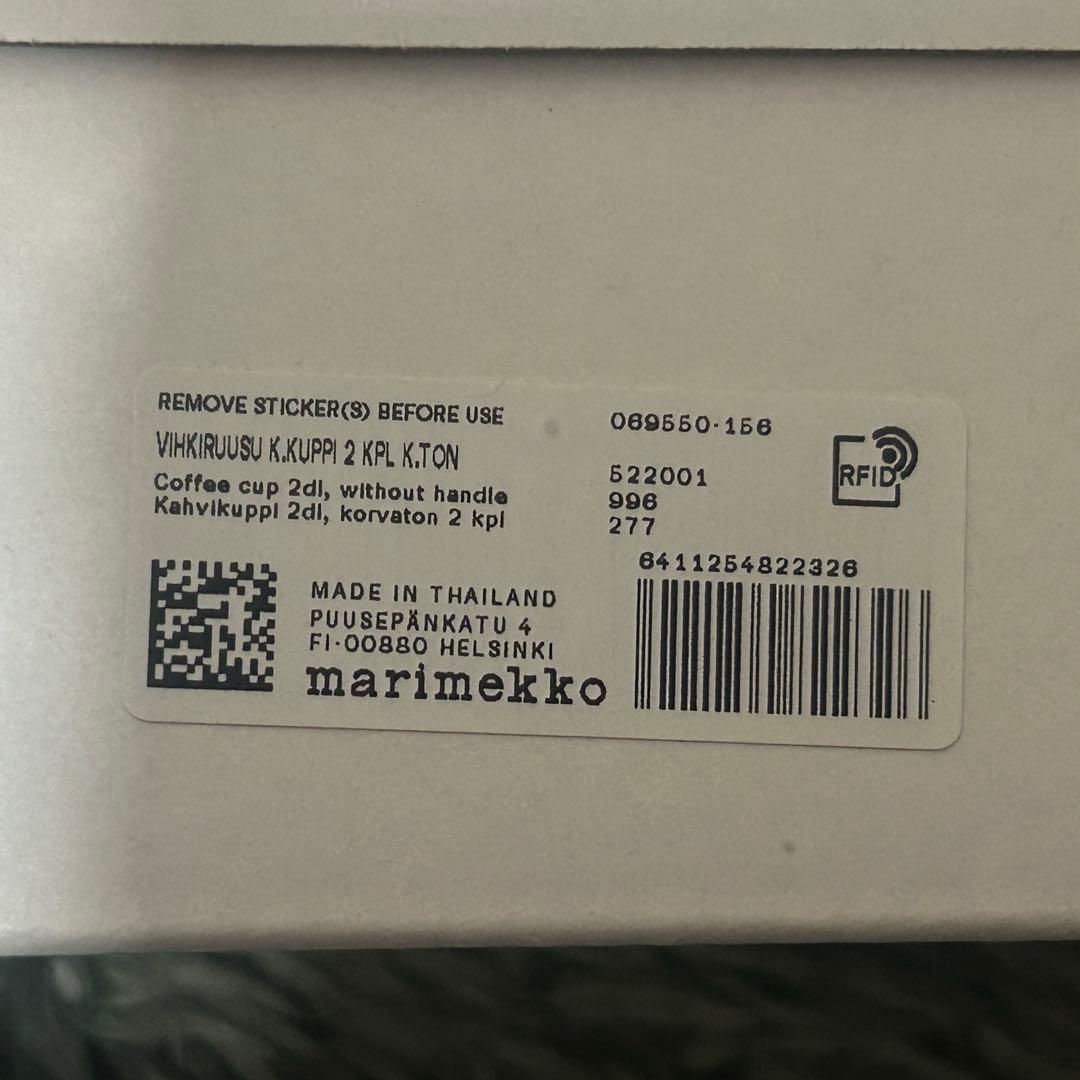 REMOVE STICKER(S) BEFORE USE
VIHKIRUUSU K.KUPPI 2 KPL K.TON
Coffee cup 2dl, without handle
Kahvikuppi 2dl, korvaton 2 kpl
069550-156
522001
996
277
RFID
6411254822326
MADE IN THAILAND
PUUSEPÄNKATU 4
FI-00880 HELSINKI
marimekko